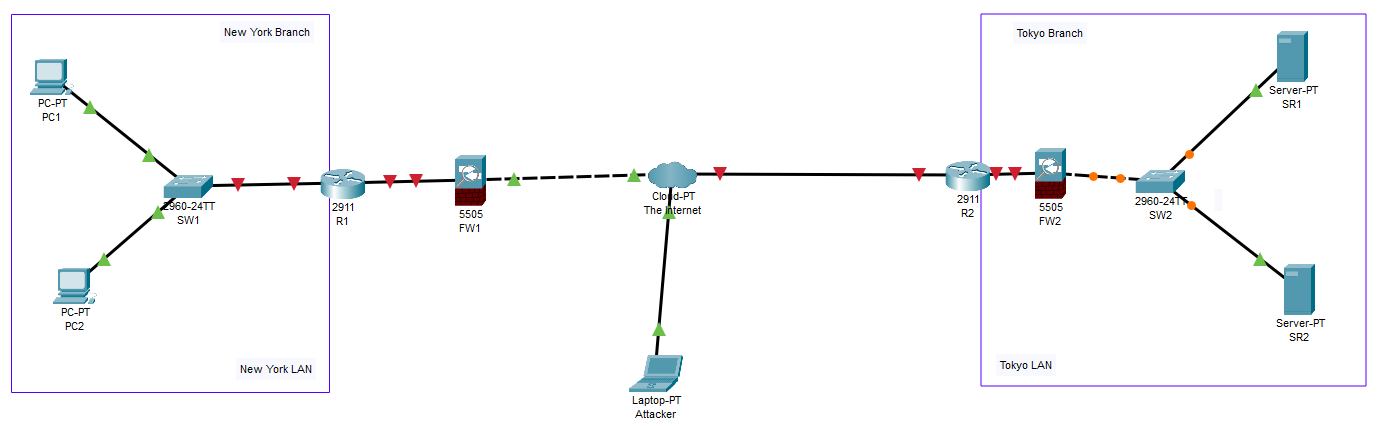 New York Branch
Tokyo Branch
PC-PT
PC1
Server-PT
SR1
2960-24TT
SW1
2911
R1
5505
FW1
Cloud-PT
The Internet
2911
R2
5505
FW2
2960-24TT
SW2
PC-PT
PC2
Server-PT
SR2
New York LAN
Tokyo LAN
Laptop-PT
Attacker